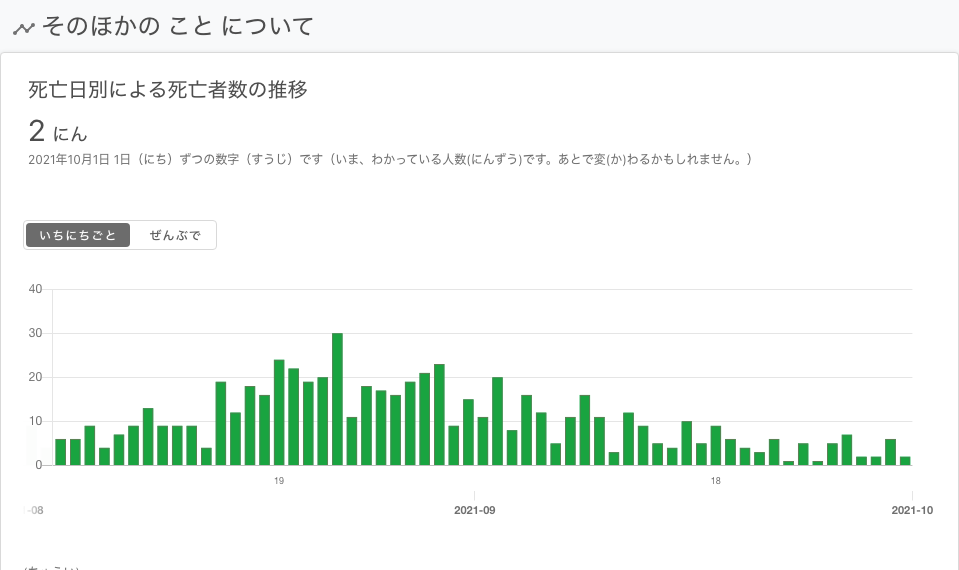 そのほかの こと について
死亡日別による死亡者数の推移
2 にん
2021年10月1日 1日（にち）ずつの数字（すうじ）です（いま、わかっている人数(にんずう)です。あとで変(か)わるかもしれません。）
いちにちごと ぜんぶで
40
30
20
10
0
19 18
-08 2021-09 2021-10